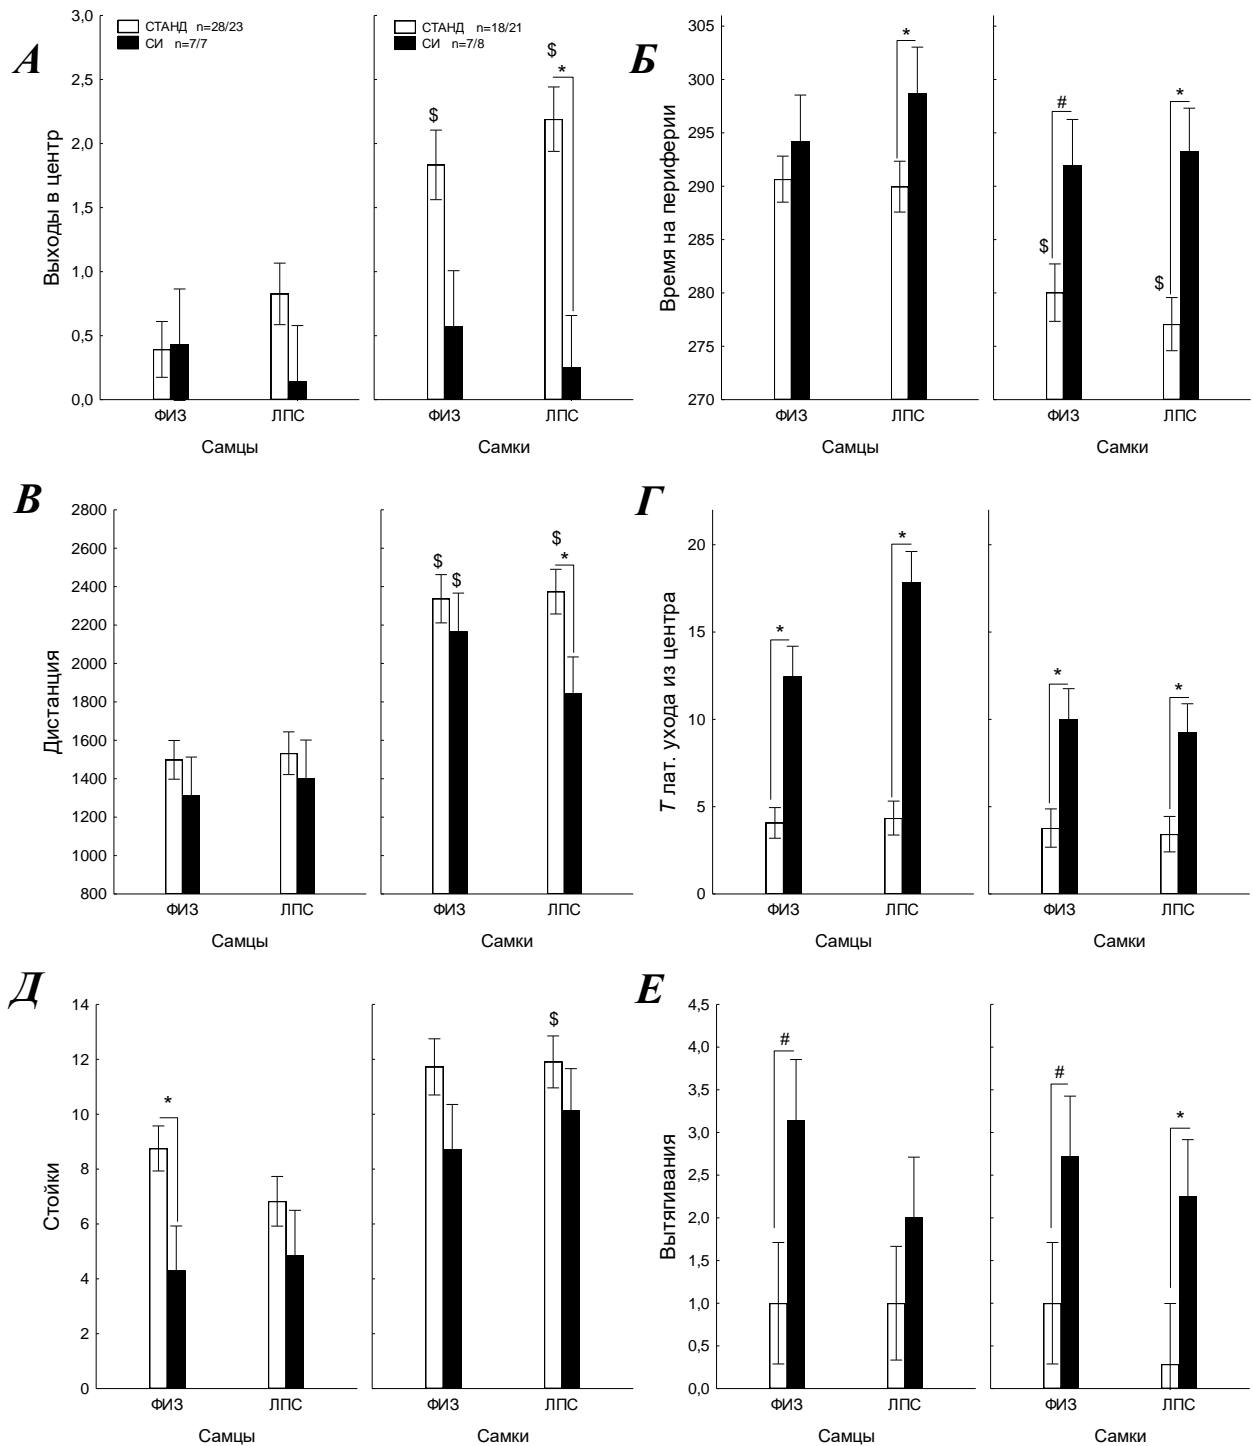 А
Выходы в центр
3,0
2,5
2,0
1,5
1,0
0,5
0,0
СТАНД n=28/23
СИ n=7/7
ФИЗ ЛПС
Самцы
СТАНД n=18/21
СИ n=7/8
$
$
*
ФИЗ ЛПС
Самки
Б
Время на периферии
305
300
295
290
285
280
275
270
*
ФИЗ ЛПС
Самцы
#
*
$
$
ФИЗ ЛПС
Самки
В
Дистанция
2800
2600
2400
2200
2000
1800
1600
1400
1200
1000
800
ФИЗ ЛПС
Самцы
$
$
$
*
ФИЗ ЛПС
Самки
Г
Т лат. ухода из центра
20
15
10
5
0
*
*
ФИЗ ЛПС
Самцы
*
*
ФИЗ ЛПС
Самки
Д
Стойки
14
12
10
8
6
4
2
0
*
ФИЗ ЛПС
Самцы
$
ФИЗ ЛПС
Самки
Е
Вытягивания
4,5
4,0
3,5
3,0
2,5
2,0
1,5
1,0
0,5
0,0
#
ФИЗ ЛПС
Самцы
#
*
ФИЗ ЛПС
Самки